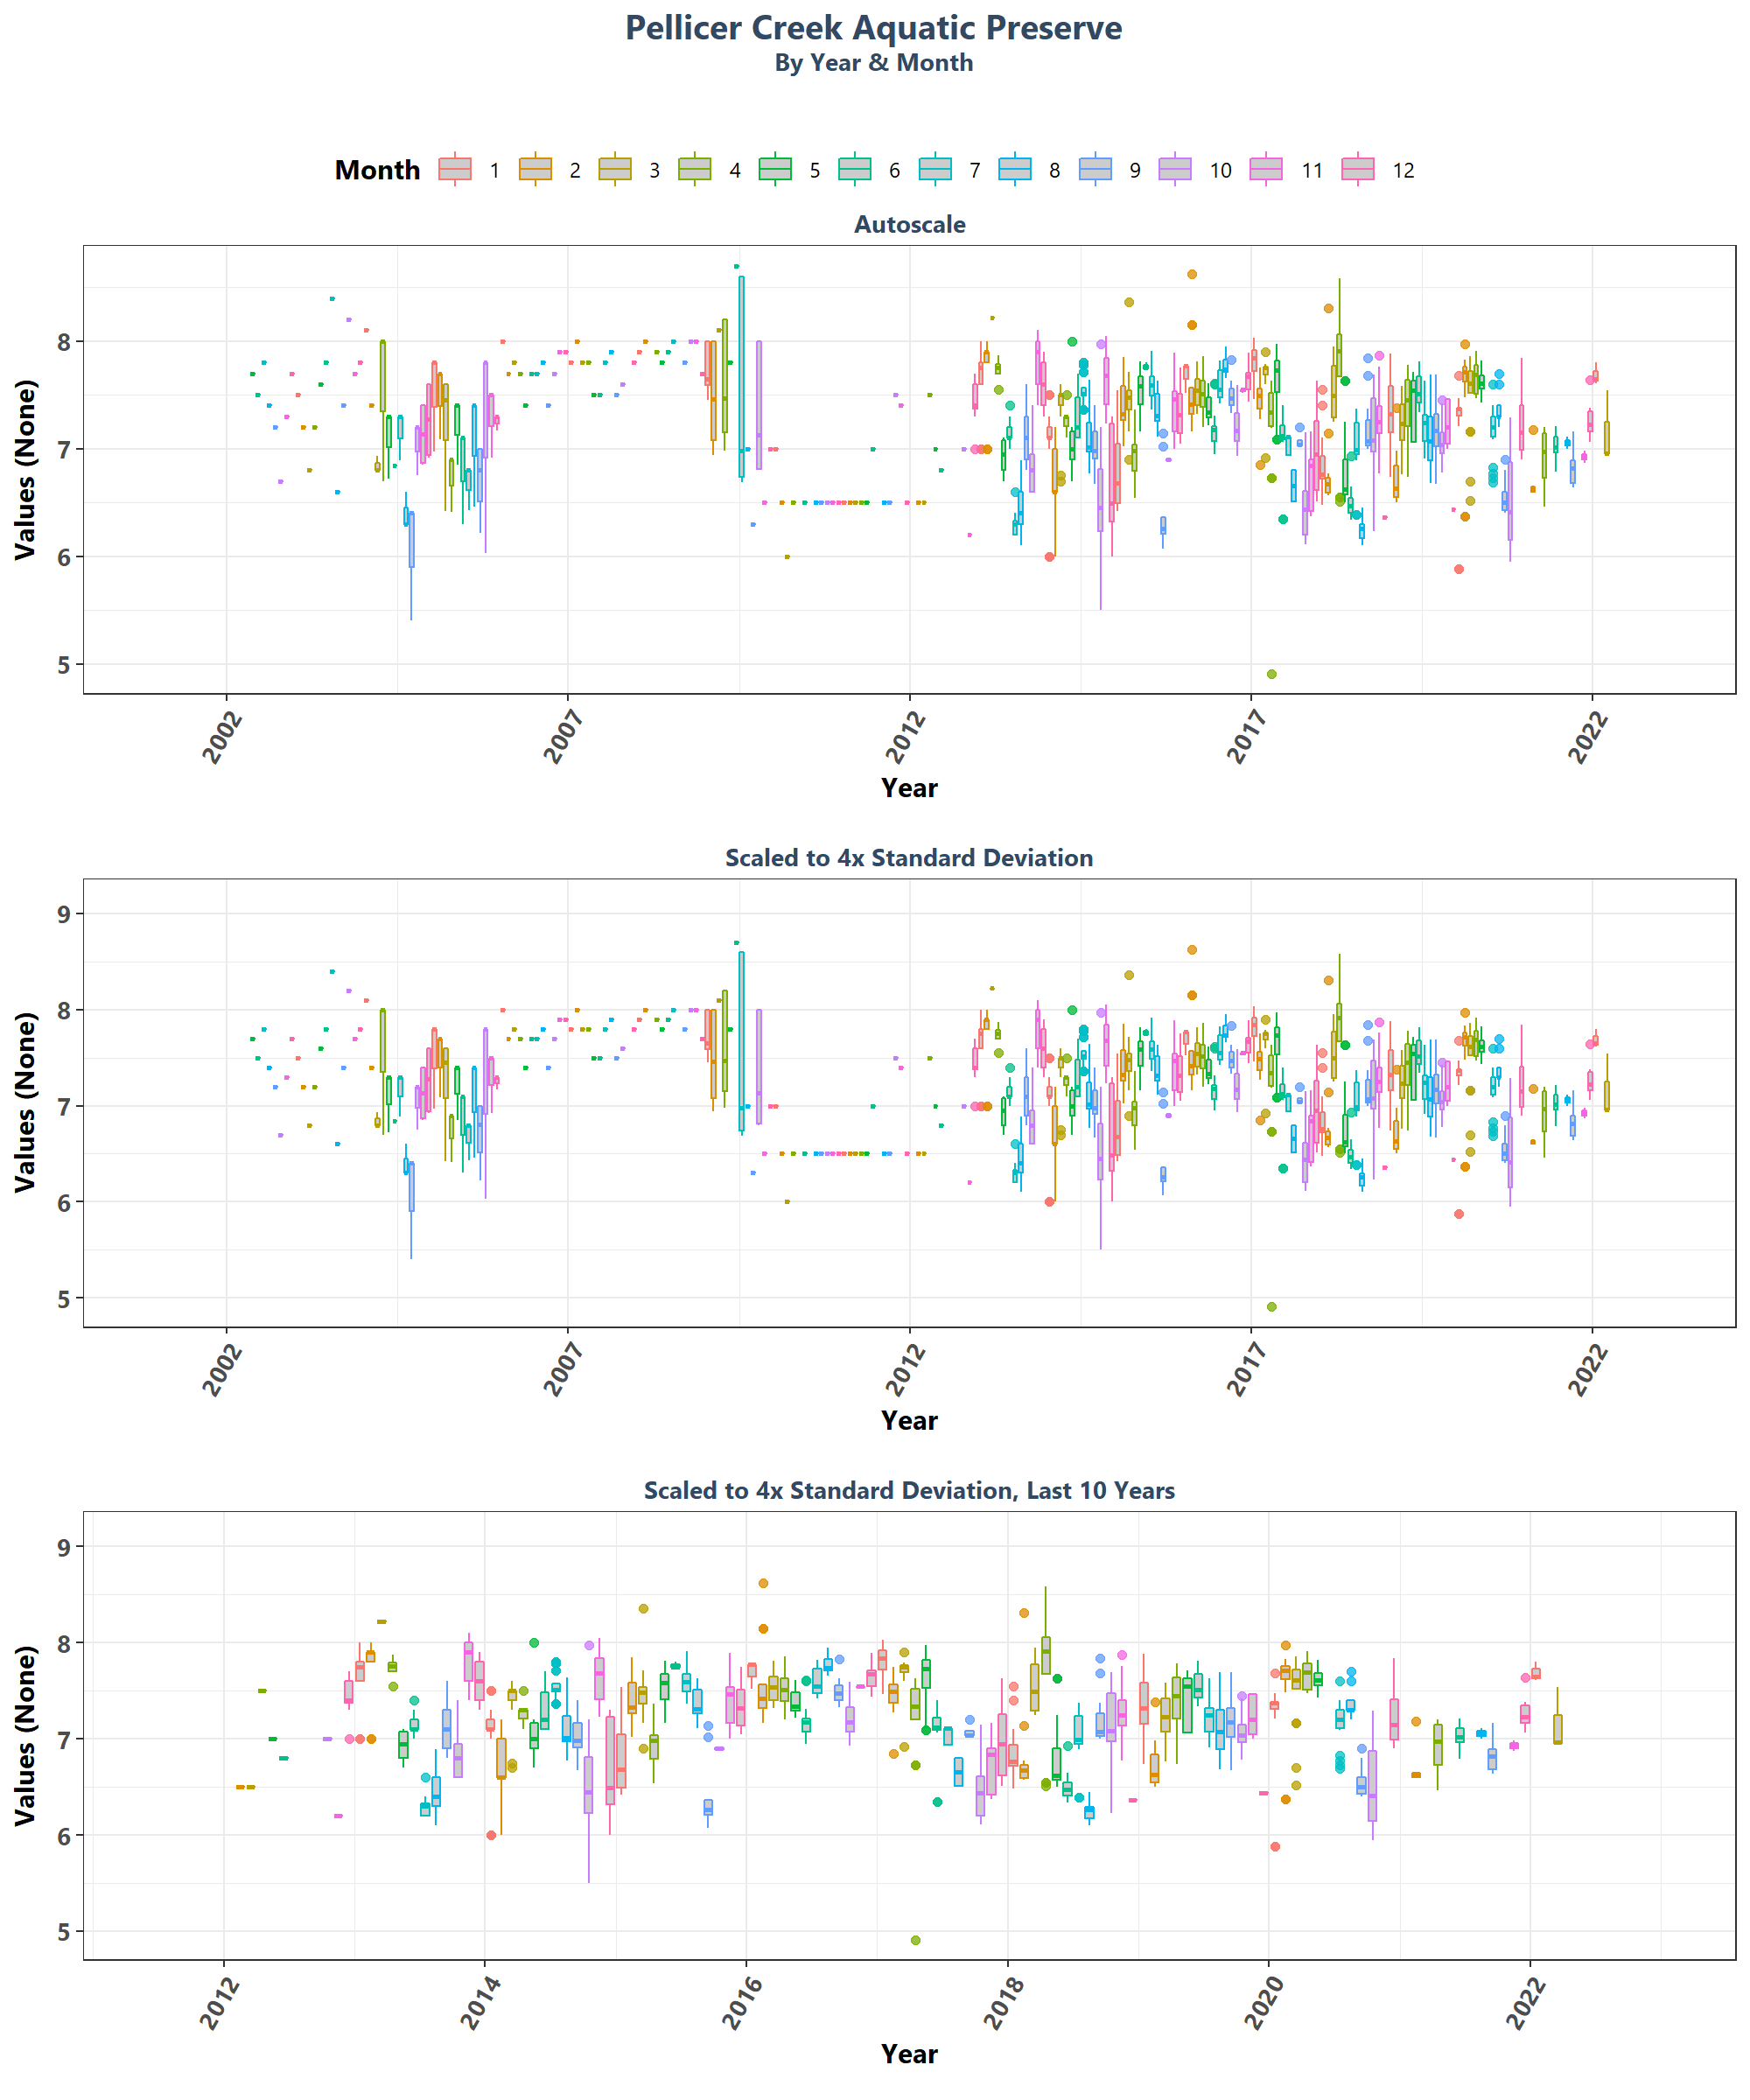 Pellicer Creek Aquatic Preserve
By Year & Month
Month 1 2 3 4 5 6 7 8 9 10 11 12
Autoscale
Values (None)
8
7
6
5
2002 2007 2012 2017 2022
Year
Scaled to 4x Standard Deviation
Values (None)
9
8
7
6
5
2002 2007 2012 2017 2022
Year
Scaled to 4x Standard Deviation, Last 10 Years
Values (None)
9
8
7
6
5
2012 2014 2016 2018 2020 2022
Year